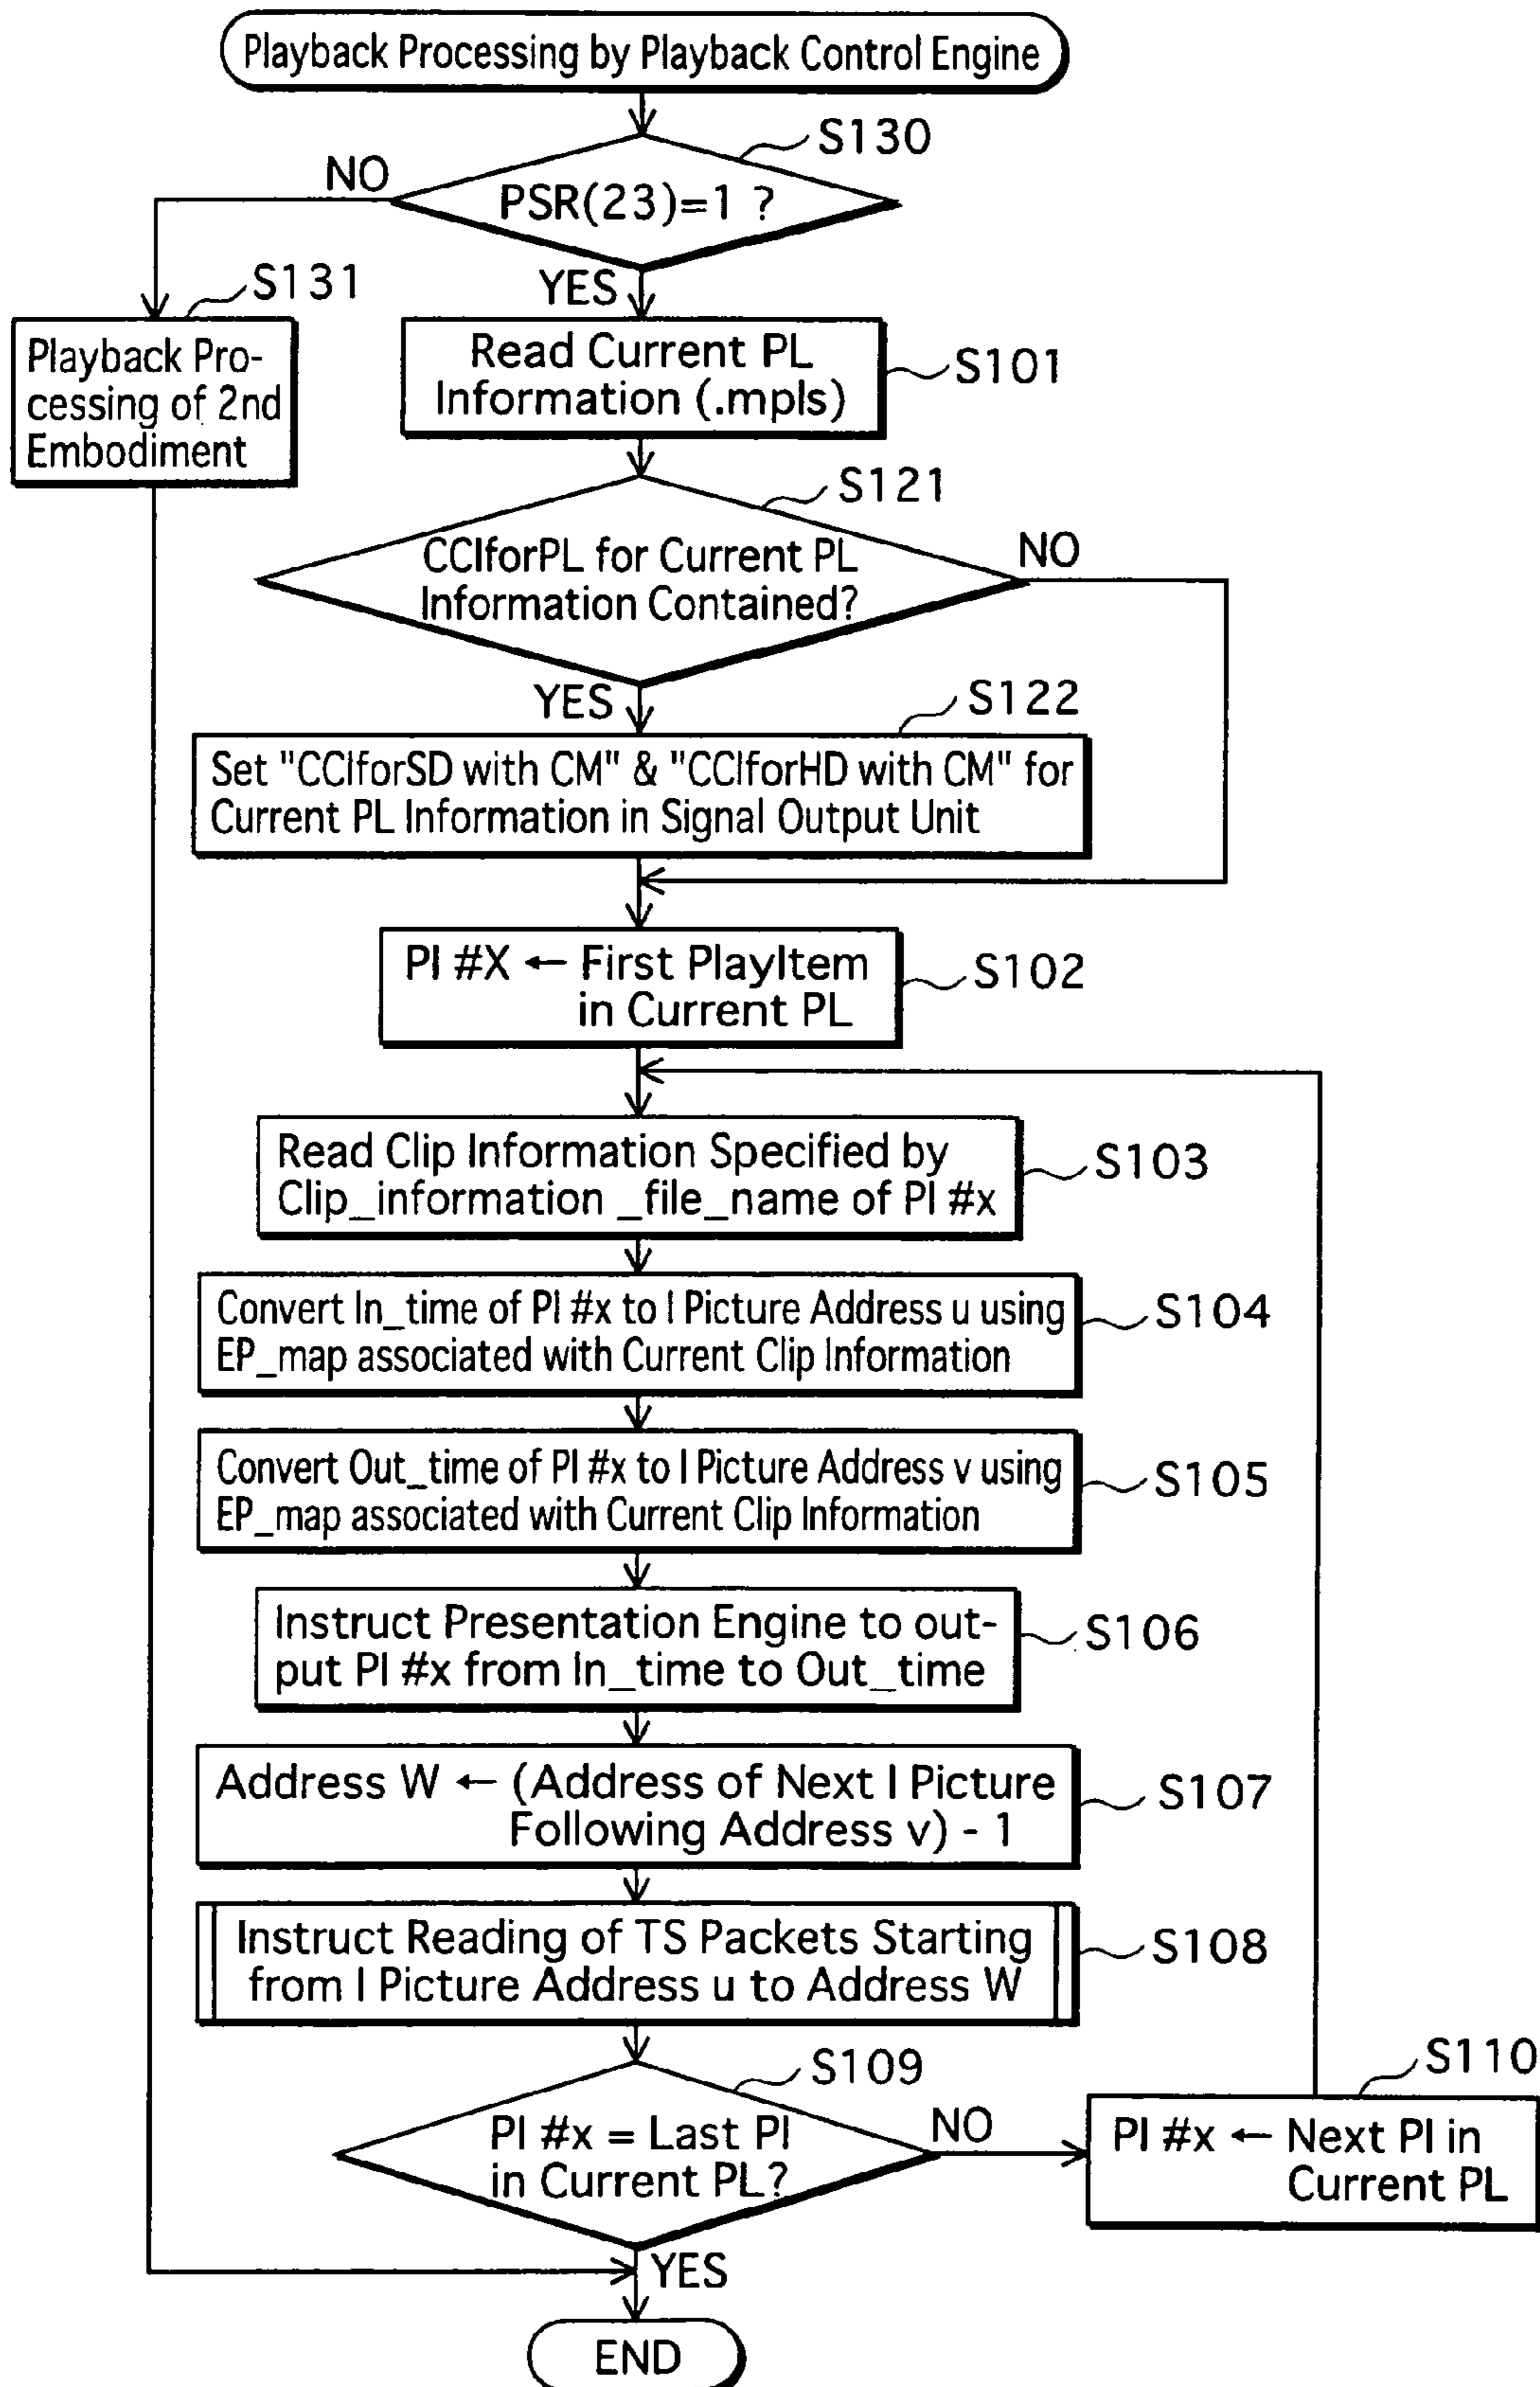 Playback Processing by Playback Control Engine
S130
NO
PSR(23)=1 ?
YES
S131
Playback Pro-
cessing of 2nd
Embodiment
Read Current PL
Information (.mpls)
S101
S121
CCIforPL for Current PL
Information Contained?
NO
YES
S122
Set "CCIforSD with CM" & "CCIforHD with CM" for
Current PL Information in Signal Output Unit
PI #X ← First PlayItem
in Current PL
S102
Read Clip Information Specified by
Clip_information _file_name of PI #x
S103
Convert In_time of PI #x to I Picture Address u using
EP_map associated with Current Clip Information
S104
Convert Out_time of PI #x to I Picture Address v using
EP_map associated with Current Clip Information
S105
Instruct Presentation Engine to out-
put PI #x from In_time to Out_time
S106
Address W ← (Address of Next I Picture
Following Address v) - 1
S107
Instruct Reading of TS Packets Starting
from I Picture Address u to Address W
S108
S109
PI #x = Last PI
in Current PL?
NO
S110
PI #x ← Next PI in
Current PL
YES
END